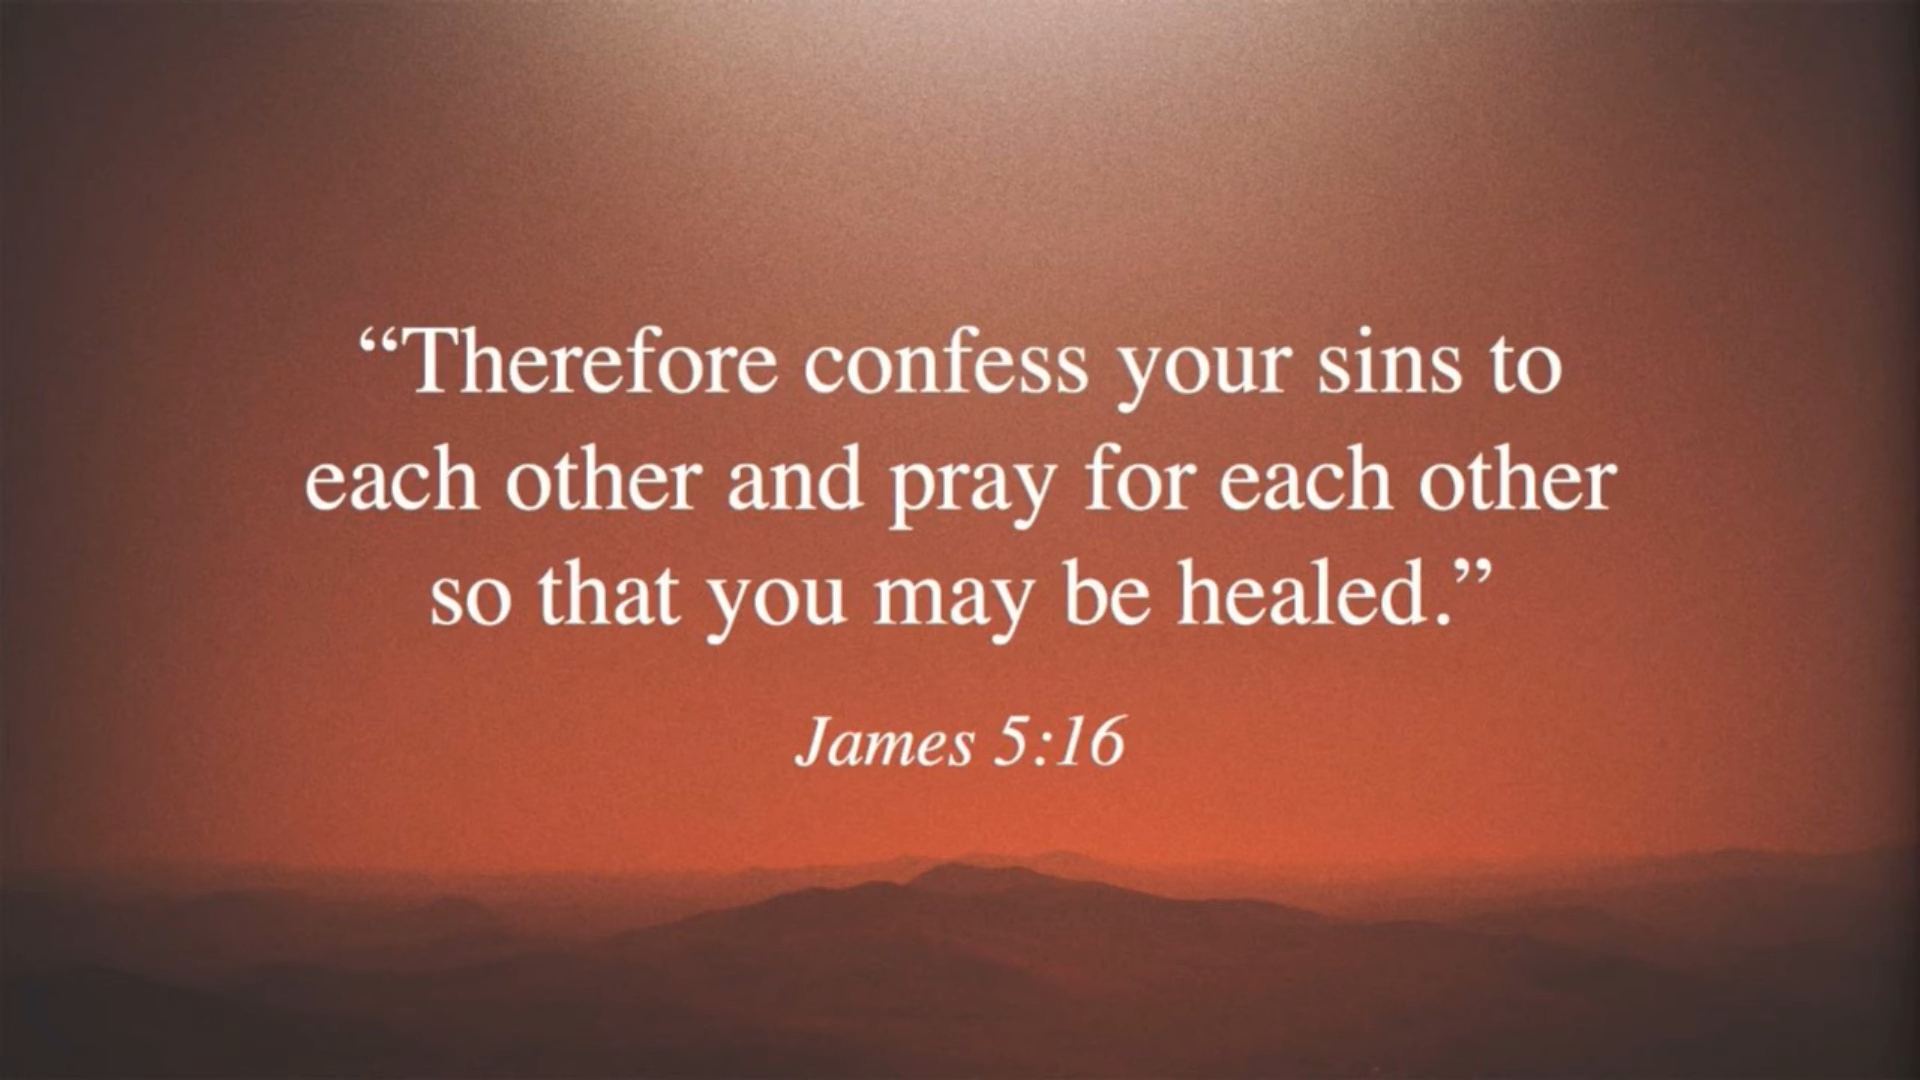 “Therefore confess your sins to
each other and pray for each other
so that you may be healed.”
James 5:16